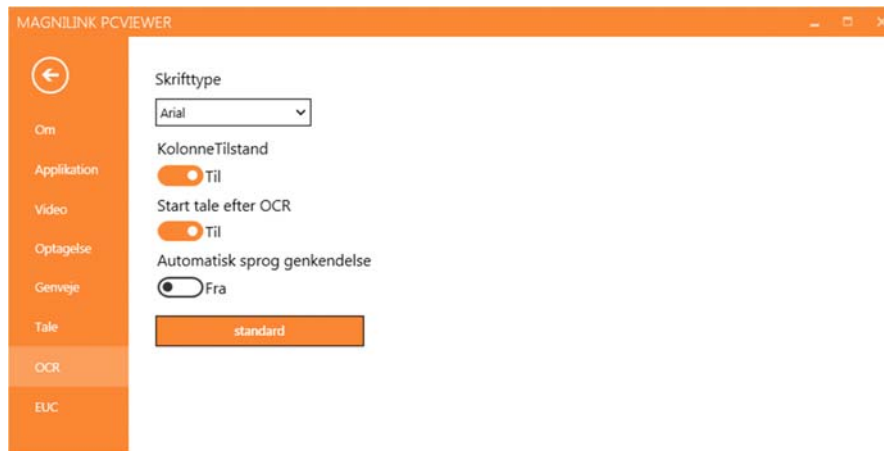 MAGNILINK PCVIEWER
Om
Applikation
Video
Optagelse
Genveje
Tale
OCR
EUC
Skrifttype
Arial
KolonneTilstand
Til
Start tale efter OCR
Til
Automatisk sprog genkendelse
Fra
standard